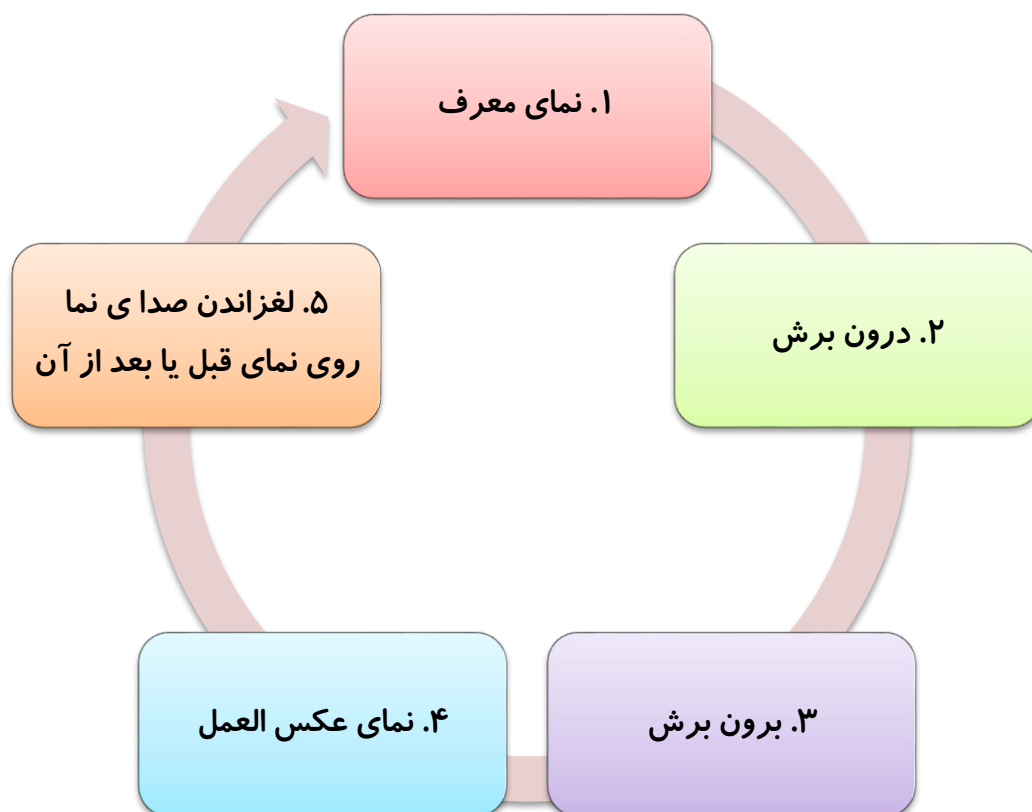 ۱. نمای معرف
۲. درون برش
۳. برون برش
۴. نمای عکس العمل
۵. لغزاندن صدا ی نما
روی نمای قبل یا بعد از آن